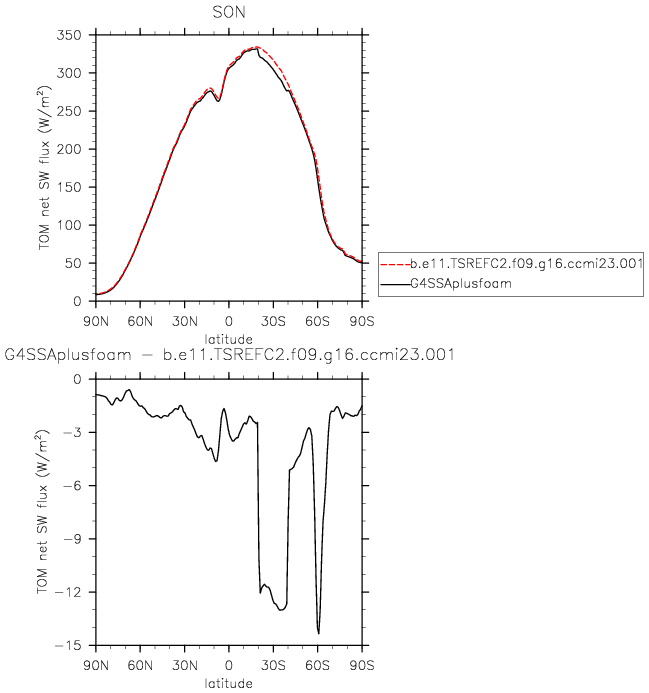 SON
350
300
250
200
150
100
50
0
TOM net SW flux (W/m²)
90N 60N 30N 0 30S 60S 90S
latitude
b.e11.TSREFC2.f09.g16.ccmi23.001
G4SSAplusfoam
G4SSAplusfoam − b.e11.TSREFC2.f09.g16.ccmi23.001
0
−3
−6
−9
−12
−15
TOM net SW flux (W/m²)
90N 60N 30N 0 30S 60S 90S
latitude